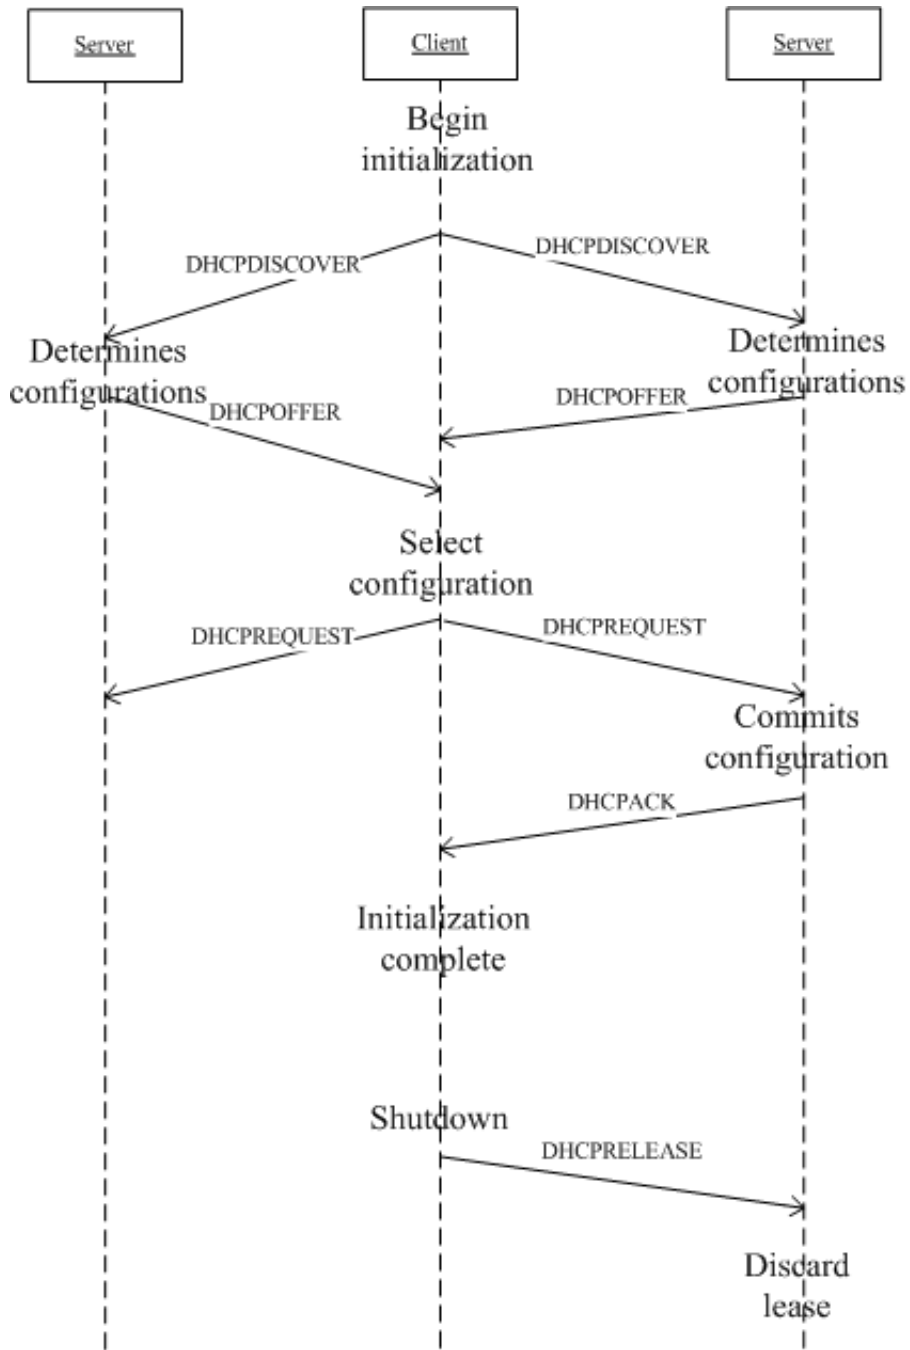 Server
Client
Server
Begin
initialization
DHCPDISCOVER
DHCPDISCOVER
Determines
configurations
Determines
configurations
DHCPOFFER
DHCPOFFER
Select
configuration
DHCPREQUEST
DHCPREQUEST
Commits
configuration
DHCPACK
Initialization
complete
Shutdown
DHCPRELEASE
Discard
lease